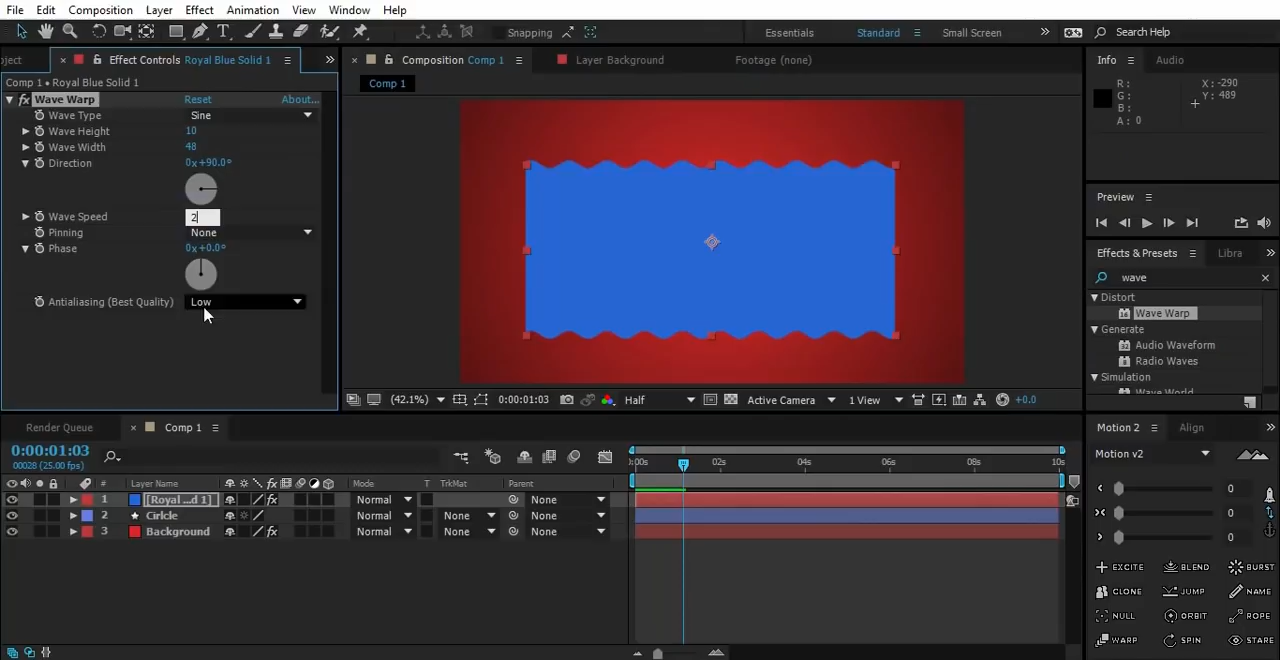 File Edit Composition Layer Effect Animation View Window Help
Snapping Essentials Standard Small Screen Search Help
oject Effect Controls Royal Blue Solid 1
Comp 1 • Royal Blue Solid 1
fx Wave Warp Reset About...
Wave Type Sine
Wave Height 10
Wave Width 48
Direction 0x+90.0°
Wave Speed 2
Pinning None
Phase 0x+0.0°
Antialiasing (Best Quality) Low
Composition Comp 1 Layer Background Footage (none)
Comp 1
(42.1%) 0:00:01:03 Half Active Camera 1 View +0.0
Info Audio
R: X: -290
G: Y: 489
B:
A: 0
Preview
Effects & Presets Libra
wave
Distort
Wave Warp
Generate
Audio Waveform
Radio Waves
Simulation
Wave World
Render Queue Comp 1
0:00:01:03
00028 (25.00 fps)
# Layer Name fx Mode T TrkMat Parent
1 [Royal ...d 1] fx Normal None
2 Cirlcle Normal None None
3 Background fx Normal None None
:00s 02s 04s 06s 08s 10s
Motion 2 Align
Motion v2
0
0
0
EXCITE BLEND BURST
CLONE JUMP NAME
NULL ORBIT ROPE
WARP SPIN STARE